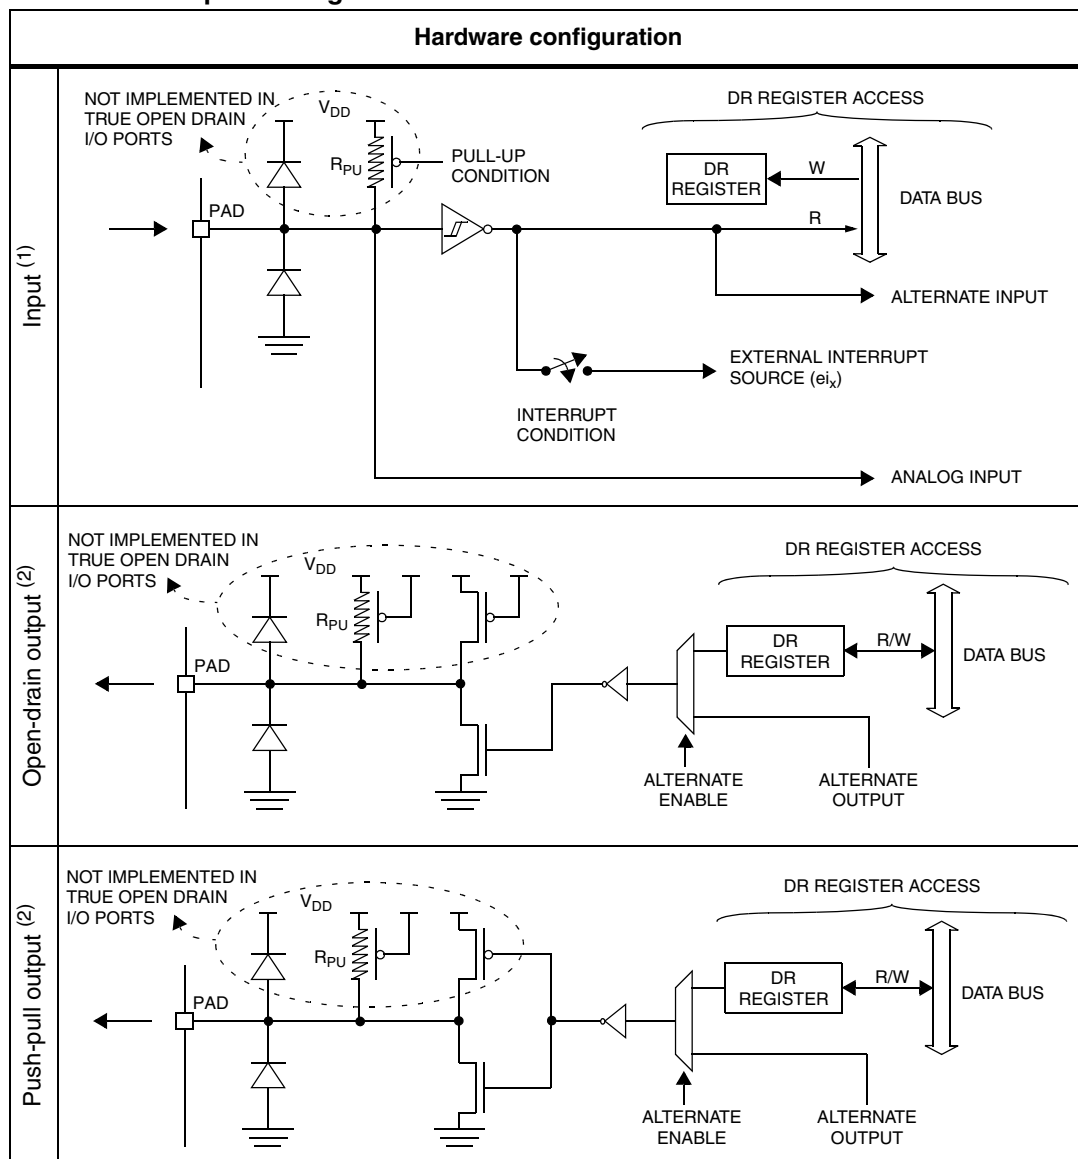 Hardware configuration
Input (1)
NOT IMPLEMENTED IN
TRUE OPEN DRAIN
I/O PORTS
VDD
RPU
PULL-UP
CONDITION
PAD
DR REGISTER ACCESS
DR
REGISTER
W
R
DATA BUS
ALTERNATE INPUT
EXTERNAL INTERRUPT
SOURCE (eix)
INTERRUPT
CONDITION
ANALOG INPUT
Open-drain output (2)
NOT IMPLEMENTED IN
TRUE OPEN DRAIN
I/O PORTS
VDD
RPU
PAD
DR REGISTER ACCESS
DR
REGISTER
R/W
DATA BUS
ALTERNATE
ENABLE
ALTERNATE
OUTPUT
Push-pull output (2)
NOT IMPLEMENTED IN
TRUE OPEN DRAIN
I/O PORTS
VDD
RPU
PAD
DR REGISTER ACCESS
DR
REGISTER
R/W
DATA BUS
ALTERNATE
ENABLE
ALTERNATE
OUTPUT